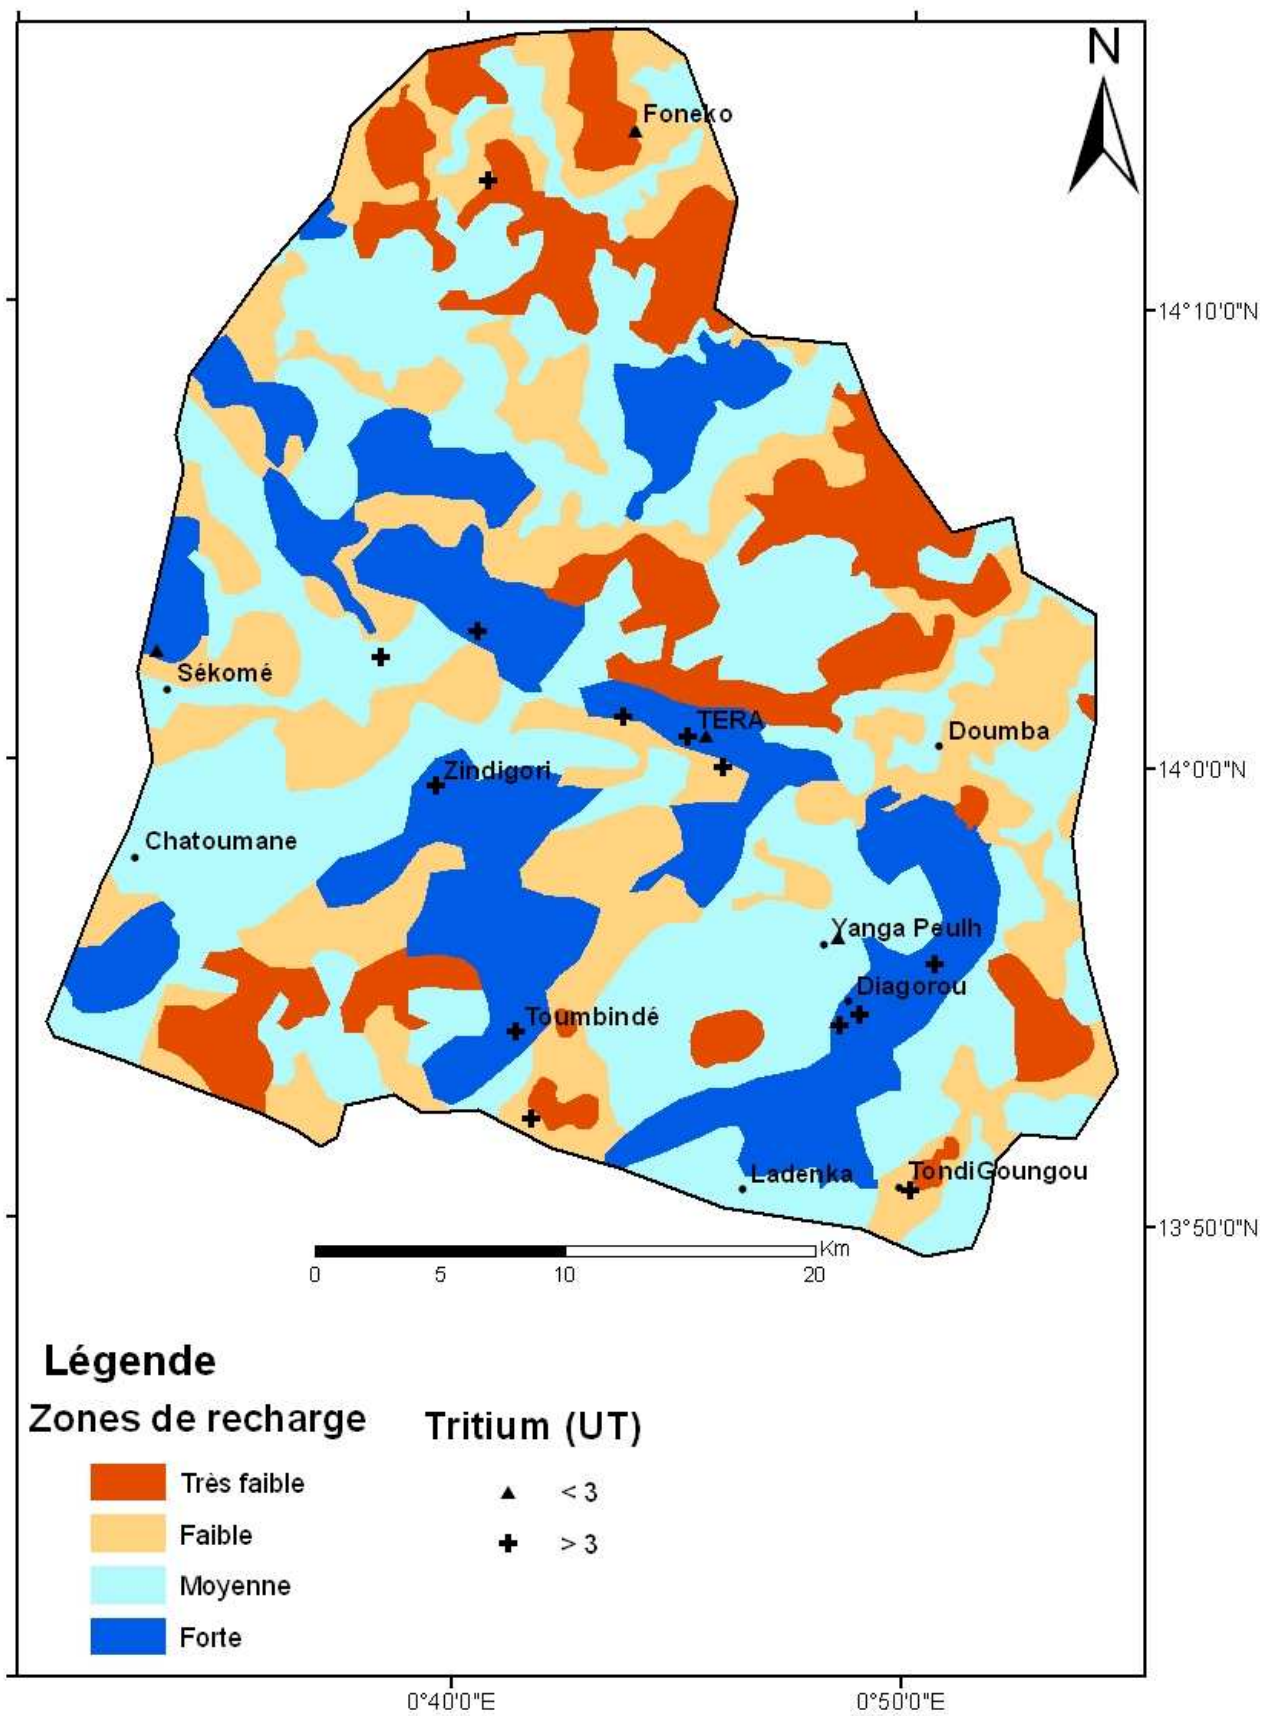 N
Foneko
14°10'0"N
Sékomé
TERA
Doumba
Zindigori
14°0'0"N
Chatoumane
Yanga Peulh
Diagorou
Toumbindé
Ladenka
TondiGoungou
13°50'0"N
Km
0 5 10 20
Légende
Zones de recharge
Tritium (UT)
Très faible
< 3
Faible
> 3
Moyenne
Forte
0°40'0"E
0°50'0"E